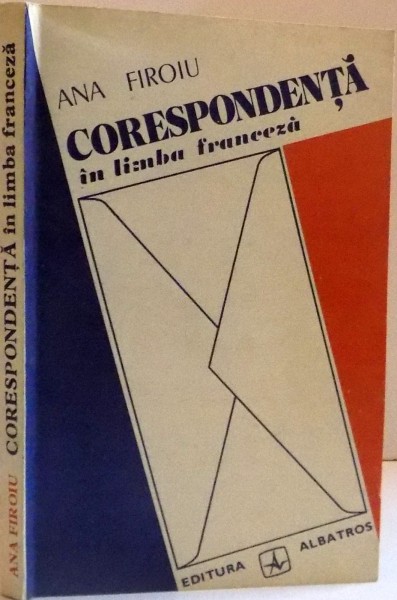 ANA FIROIU
CORESPONDENȚĂ
în limba franceză
EDITURA ALBATROS
ANA FIROIU CORESPONDENȚĂ în limba franceză